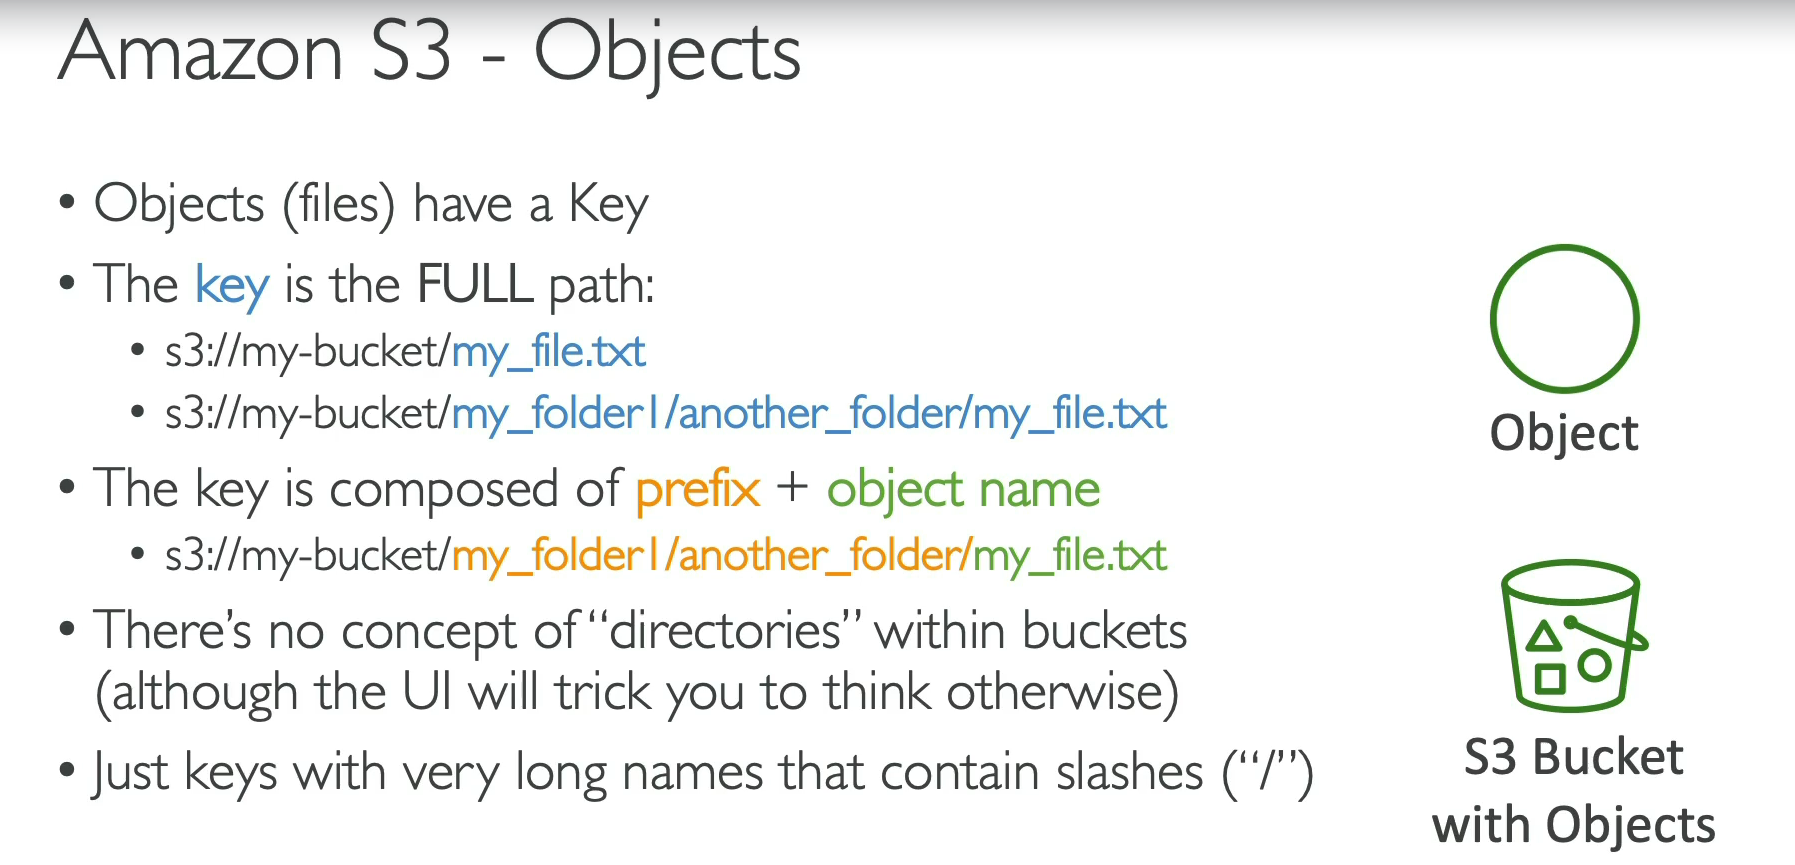 Amazon S3 - Objects
• Objects (files) have a Key
• The key is the FULL path:
• s3://my-bucket/my_file.txt
• s3://my-bucket/my_folder1/another_folder/my_file.txt
• The key is composed of prefix + object name
• s3://my-bucket/my_folder1/another_folder/my_file.txt
• There’s no concept of “directories” within buckets
(although the UI will trick you to think otherwise)
• Just keys with very long names that contain slashes (“/”)
Object
S3 Bucket
with Objects